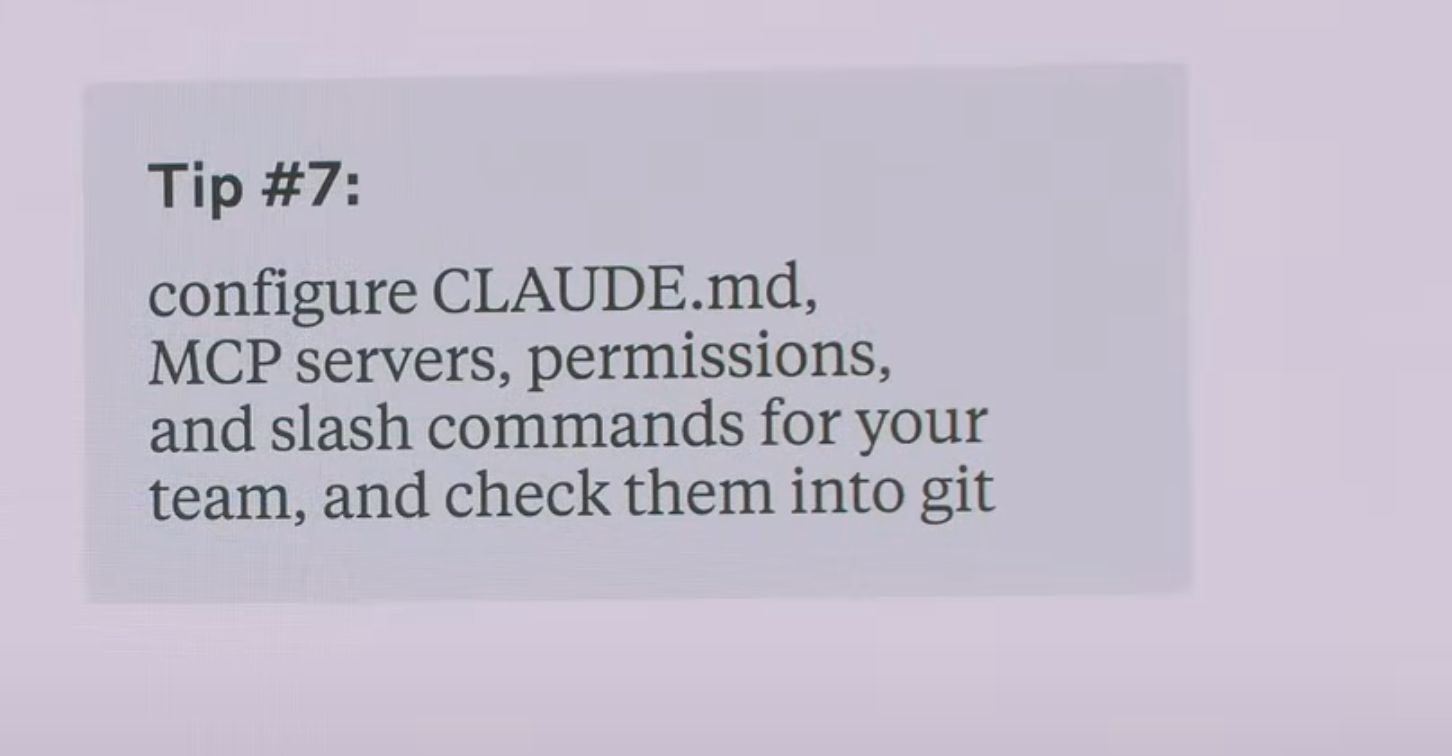 Tip #7:
configure CLAUDE.md,
MCP servers, permissions,
and slash commands for your
team, and check them into git